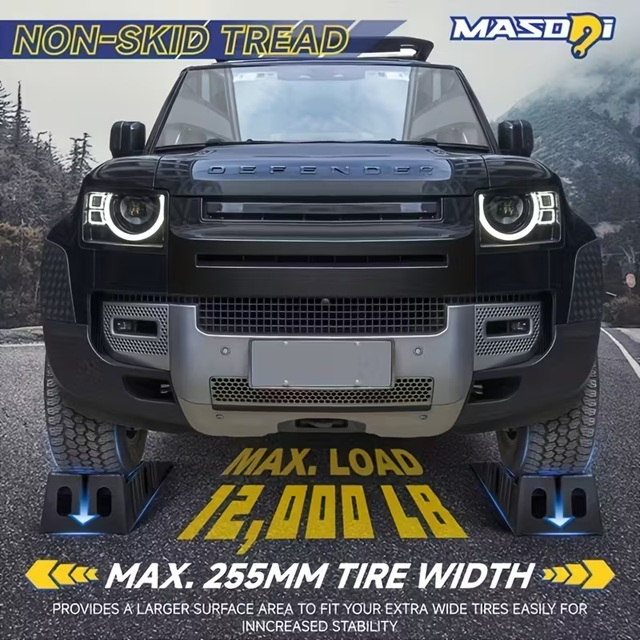 NON-SKID TREAD
MASODI
DEFENDER
MAX. LOAD
12,000 LB
MAX. 255MM TIRE WIDTH
PROVIDES A LARGER SURFACE AREA TO FIT YOUR EXTRA WIDE TIRES EASILY FOR
INNCREASED STABILITY